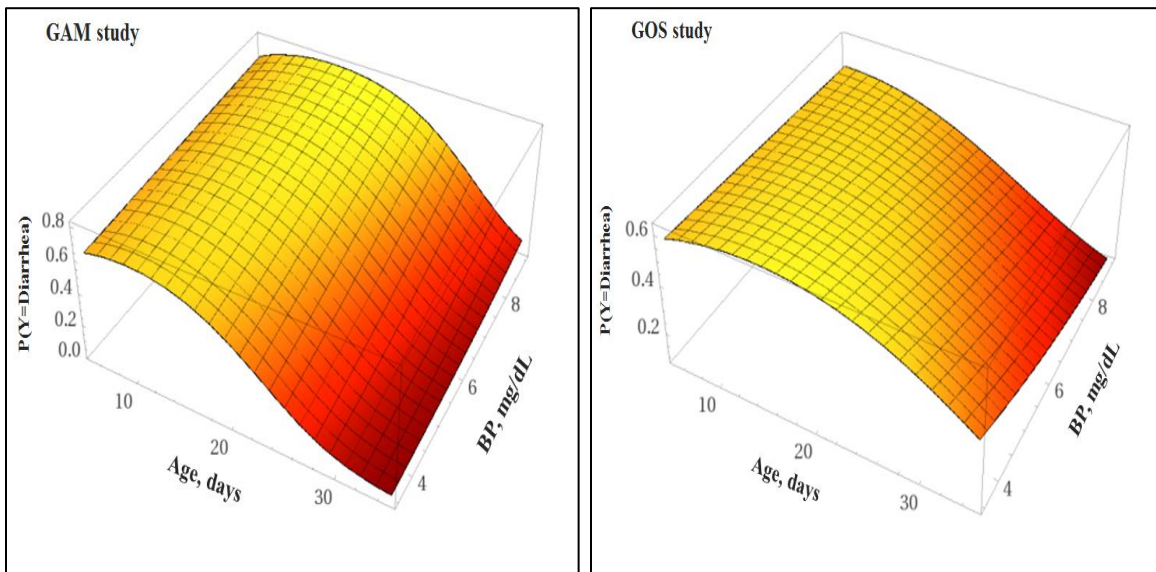 GAM study
P(Y=Diarrhea)
0.8
0.6
0.4
0.2
0.0
10
20
30
Age, days
4
6
8
BP, mg/dL
GOS study
P(Y=Diarrhea)
0.6
0.4
0.2
10
20
30
Age, days
4
6
8
BP, mg/dL